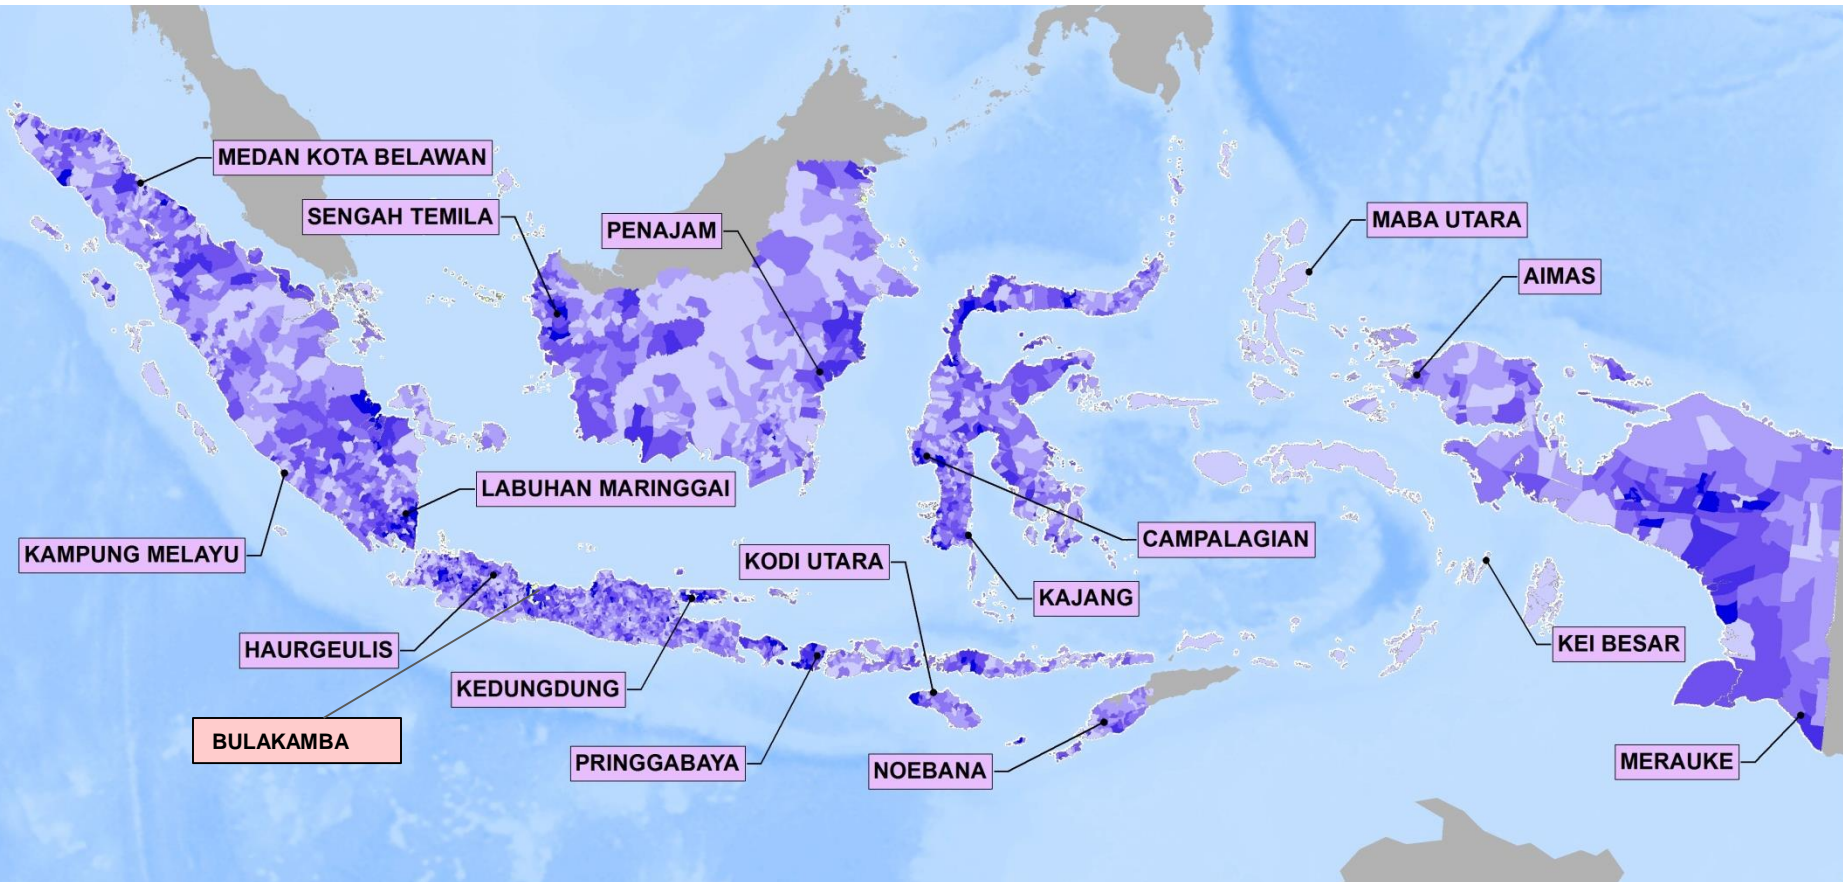 MEDAN KOTA BELAWAN
SENGAH TEMILA
PENAJAM
MABA UTARA
AIMAS
LABUHAN MARINGGAI
KAMPUNG MELAYU
CAMPALAGIAN
KODI UTARA
KAJANG
HAURGEULIS
KEI BESAR
KEDUNGDUNG
BULAKAMBA
PRINGGABAYA
NOEBANA
MERAUKE